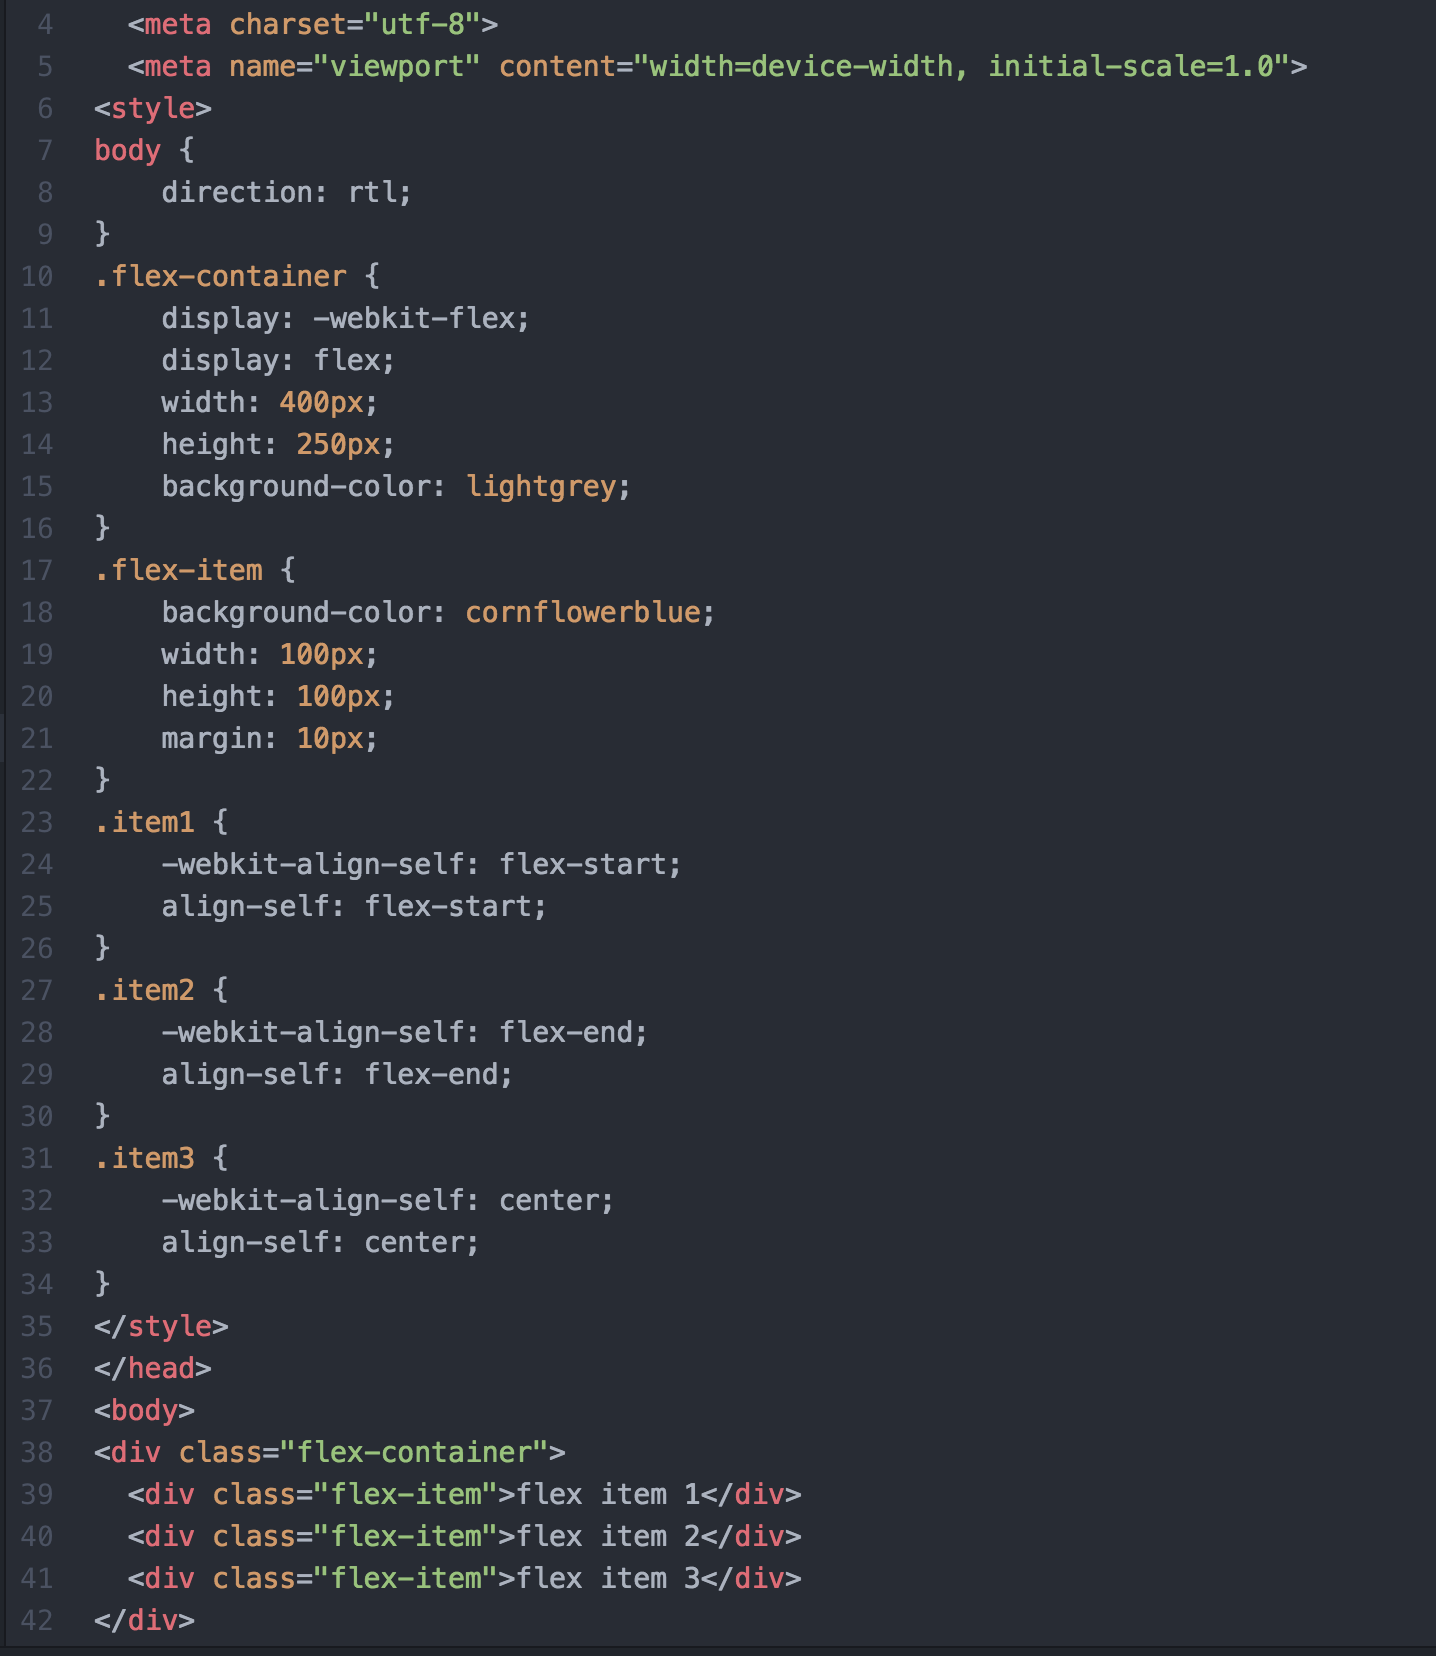 4 <meta charset="utf-8">
5 <meta name="viewport" content="width=device-width, initial-scale=1.0">
6 <style>
7 body {
8 direction: rtl;
9 }
10 .flex-container {
11 display: -webkit-flex;
12 display: flex;
13 width: 400px;
14 height: 250px;
15 background-color: lightgrey;
16 }
17 .flex-item {
18 background-color: cornflowerblue;
19 width: 100px;
20 height: 100px;
21 margin: 10px;
22 }
23 .item1 {
24 -webkit-align-self: flex-start;
25 align-self: flex-start;
26 }
27 .item2 {
28 -webkit-align-self: flex-end;
29 align-self: flex-end;
30 }
31 .item3 {
32 -webkit-align-self: center;
33 align-self: center;
34 }
35 </style>
36 </head>
37 <body>
38 <div class="flex-container">
39 <div class="flex-item">flex item 1</div>
40 <div class="flex-item">flex item 2</div>
41 <div class="flex-item">flex item 3</div>
42 </div>